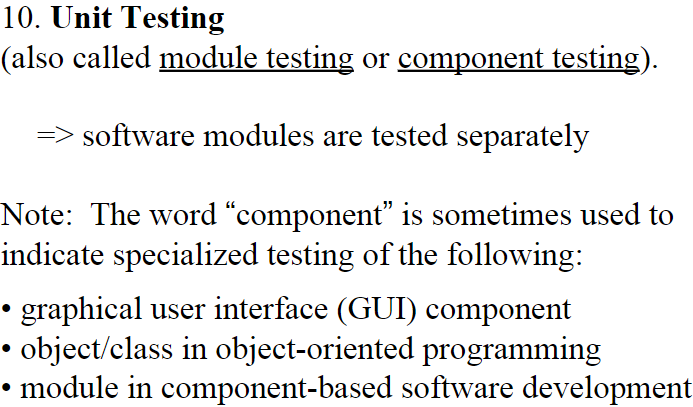 10. Unit Testing
(also called module testing or component testing).
=> software modules are tested separately
Note:  The word “component” is sometimes used to
indicate specialized testing of the following:
• graphical user interface (GUI) component
• object/class in object-oriented programming
• module in component-based software development